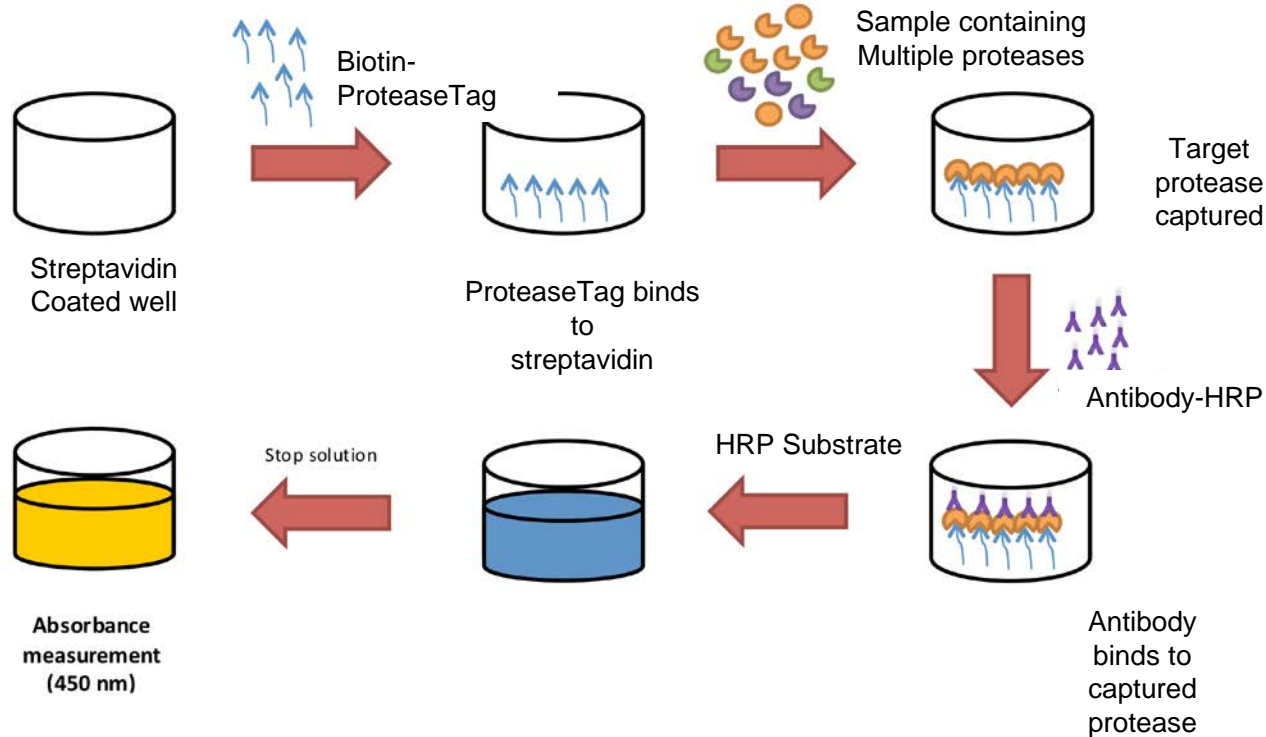 Biotin-
ProteaseTag
Sample containing
Multiple proteases
Streptavidin
Coated well
ProteaseTag binds
to
streptavidin
Target
protease
captured
Antibody-HRP
HRP Substrate
Stop solution
Absorbance
measurement
(450 nm)
Antibody
binds to
captured
protease